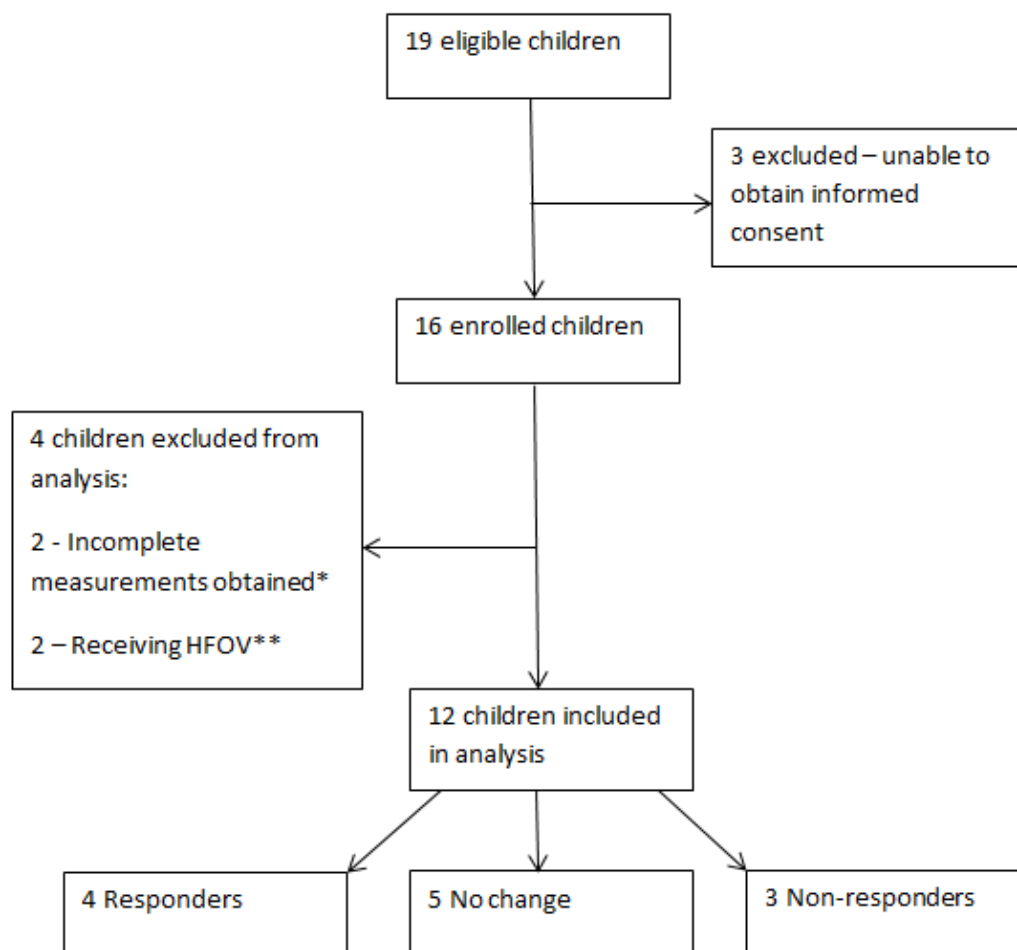 19 eligible children
3 excluded – unable to
obtain informed
consent
16 enrolled children
4 children excluded from
analysis:
2 - Incomplete
measurements obtained*
2 – Receiving HFOV**
12 children included
in analysis
4 Responders
5 No change
3 Non-responders